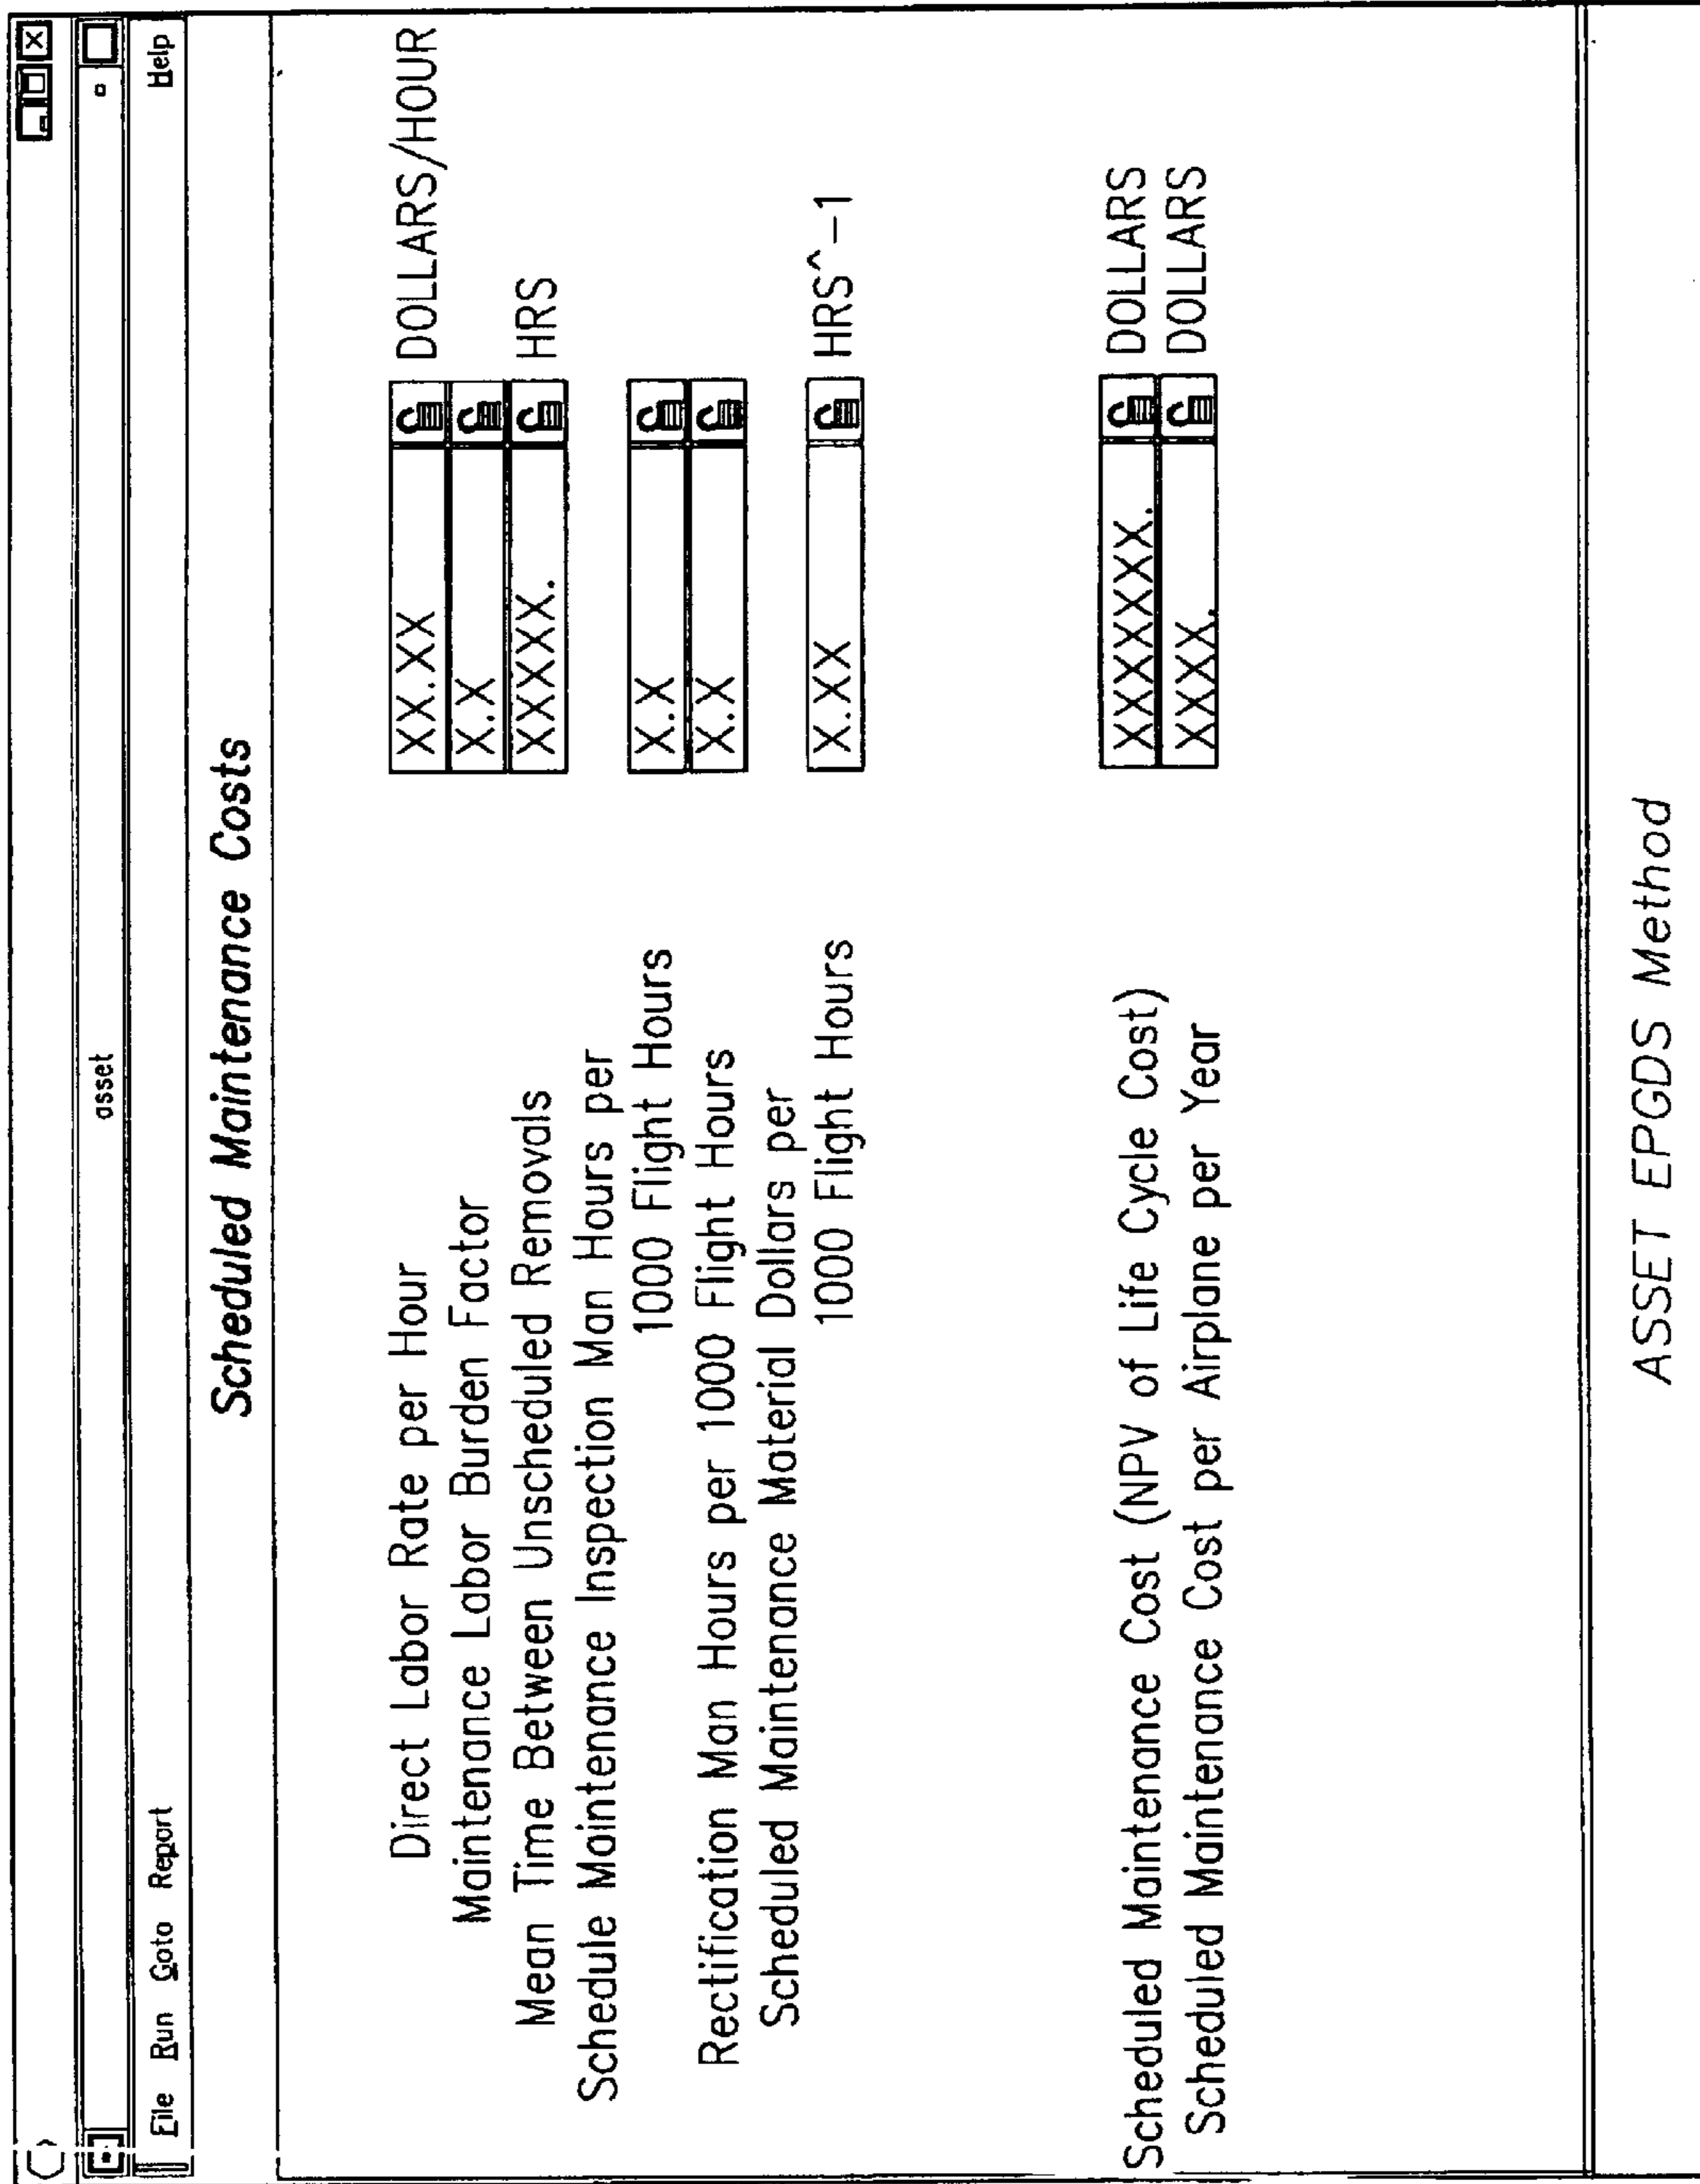 asset
File Run Goto Report Help
Scheduled Maintenance Costs
Direct Labor Rate per Hour XX.XX DOLLARS/HOUR
Maintenance Labor Burden Factor X.X
Mean Time Between Unscheduled Removals XXXXX. HRS
Schedule Maintenance Inspection Man Hours per
1000 Flight Hours X.X
Rectification Man Hours per 1000 Flight Hours X.X
Scheduled Maintenance Material Dollars per
1000 Flight Hours X.XX HRS^-1
Scheduled Maintenance Cost (NPV of Life Cycle Cost) XXXXXXX. DOLLARS
Scheduled Maintenance Cost per Airplane per Year XXXX. DOLLARS
ASSET EPGDS Method